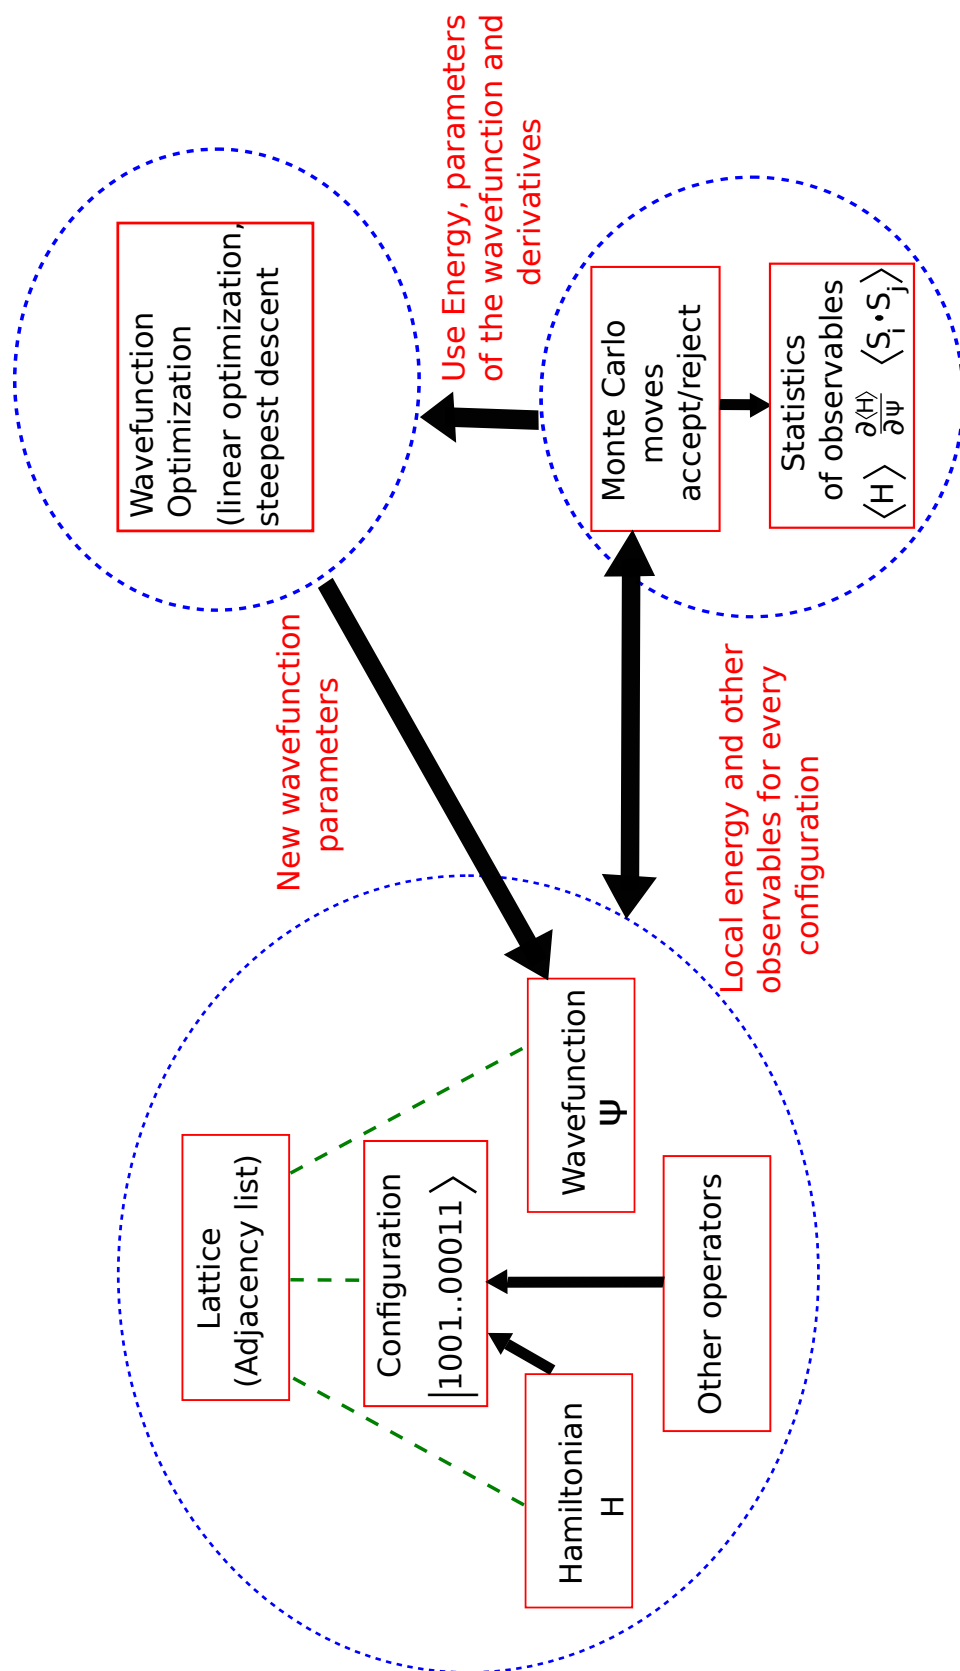 Lattice
(Adjacency list)
Configuration
|1001..00011⟩
Hamiltonian
H
Wavefunction
Ψ
Other operators
New wavefunction
parameters
Local energy and other
observables for every
configuration
Wavefunction
Optimization
(linear optimization,
steepest descent
Use Energy, parameters
of the wavefunction and
derivatives
Monte Carlo
moves
accept/reject
Statistics
of observables
⟨H⟩ ∂⟨H⟩/∂Ψ ⟨S_i·S_j⟩